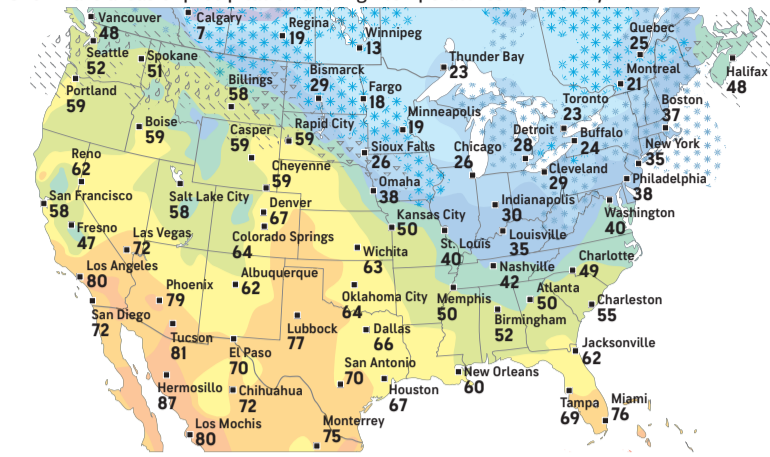 Vancouver
48
Calgary
7
Regina
19
Winnipeg
13
Quebec
25
Seattle
52
Spokane
51
Thunder Bay
23
Montreal
21
Halifax
48
Portland
59
Billings
58
Bismarck
29
Fargo
18
Minneapolis
19
Toronto
23
Boston
37
Boise
59
Casper
59
Rapid City
59
Sioux Falls
26
Chicago
26
Detroit
28
Buffalo
24
New York
35
Reno
62
Cheyenne
59
Omaha
38
Cleveland
29
Philadelphia
38
San Francisco
58
Salt Lake City
58
Denver
67
Kansas City
50
Indianapolis
30
Washington
40
Fresno
47
Las Vegas
72
Colorado Springs
64
Wichita
63
St. Louis
40
Louisville
35
Los Angeles
80
Phoenix
79
Albuquerque
62
Oklahoma City
64
Memphis
50
Nashville
42
Charlotte
49
San Diego
72
Atlanta
50
Charleston
55
Birmingham
52
Tucson
81
El Paso
70
Lubbock
77
Dallas
66
Jacksonville
62
Hermosillo
87
Chihuahua
72
San Antonio
70
Houston
67
New Orleans
60
Tampa
69
Miami
76
Los Mochis
80
Monterrey
75